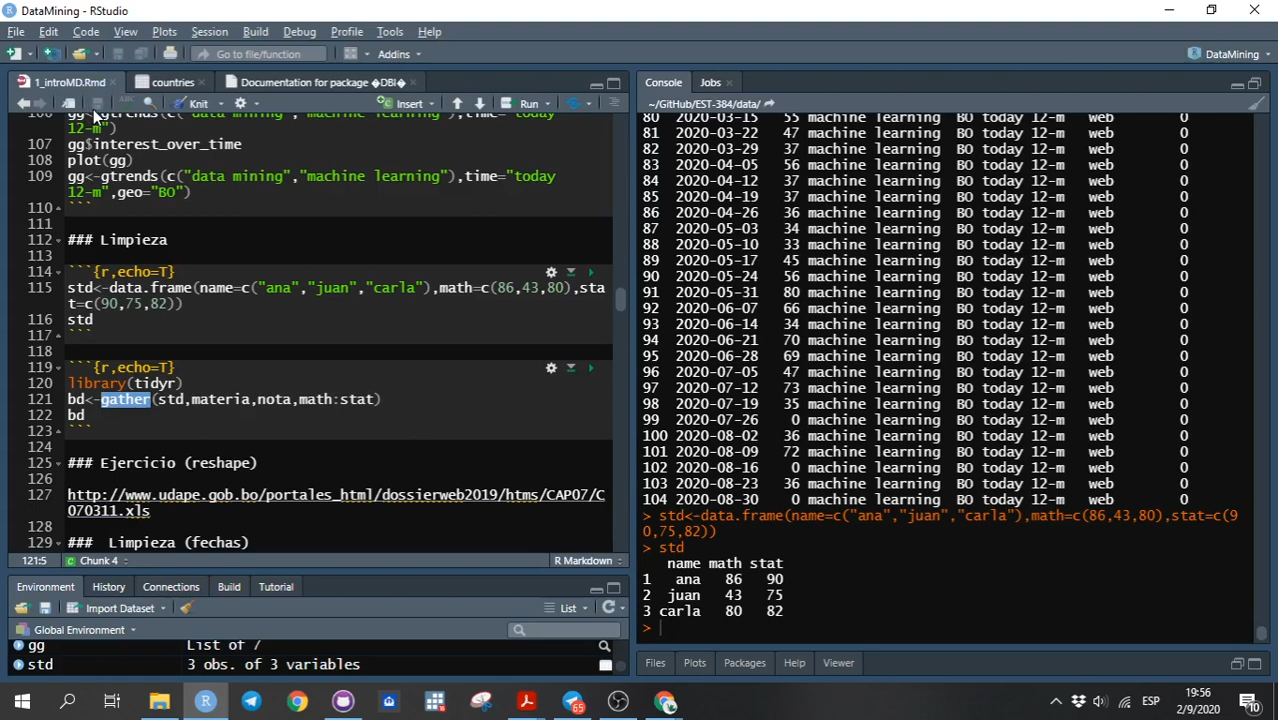 DataMining - RStudio
File Edit Code View Plots Session Build Debug Profile Tools Help
Go to file/function Addins DataMining
1_introMD.Rmd countries Documentation for package �DBI�
Knit Insert Run
106 gg<-gtrends(c("data mining","machine learning"),time="today
12-m")
107 gg$interest_over_time
108 plot(gg)
109 gg<-gtrends(c("data mining","machine learning"),time="today
12-m",geo="BO")
110 ```
111
112 ### Limpieza
113
114 ```{r,echo=T}
115 std<-data.frame(name=c("ana","juan","carla"),math=c(86,43,80),sta
t=c(90,75,82))
116 std
117 ```
118
119 ```{r,echo=T}
120 library(tidyr)
121 bd<-gather(std,materia,nota,math:stat)
122 bd
123 ```
124
125 ### Ejercicio (reshape)
126
127 http://www.udape.gob.bo/portales_html/dossierweb2019/htms/CAP07/C
070311.xls
128
129 ###  Limpieza (fechas)
121:5 Chunk 4 R Markdown
Environment History Connections Build Tutorial
Import Dataset List
Global Environment
gg List of 7
std 3 obs. of 3 variables
Console Jobs
~/GitHub/EST-384/data/
80 2020-03-15 55 machine learning BO today 12-m web 0
81 2020-03-22 47 machine learning BO today 12-m web 0
82 2020-03-29 37 machine learning BO today 12-m web 0
83 2020-04-05 56 machine learning BO today 12-m web 0
84 2020-04-12 37 machine learning BO today 12-m web 0
85 2020-04-19 37 machine learning BO today 12-m web 0
86 2020-04-26 36 machine learning BO today 12-m web 0
87 2020-05-03 34 machine learning BO today 12-m web 0
88 2020-05-10 33 machine learning BO today 12-m web 0
89 2020-05-17 45 machine learning BO today 12-m web 0
90 2020-05-24 56 machine learning BO today 12-m web 0
91 2020-05-31 80 machine learning BO today 12-m web 0
92 2020-06-07 66 machine learning BO today 12-m web 0
93 2020-06-14 34 machine learning BO today 12-m web 0
94 2020-06-21 70 machine learning BO today 12-m web 0
95 2020-06-28 69 machine learning BO today 12-m web 0
96 2020-07-05 47 machine learning BO today 12-m web 0
97 2020-07-12 73 machine learning BO today 12-m web 0
98 2020-07-19 35 machine learning BO today 12-m web 0
99 2020-07-26 0 machine learning BO today 12-m web 0
100 2020-08-02 36 machine learning BO today 12-m web 0
101 2020-08-09 72 machine learning BO today 12-m web 0
102 2020-08-16 0 machine learning BO today 12-m web 0
103 2020-08-23 36 machine learning BO today 12-m web 0
104 2020-08-30 0 machine learning BO today 12-m web 0
> std<-data.frame(name=c("ana","juan","carla"),math=c(86,43,80),stat=c(9
0,75,82))
> std
name math stat
1 ana 86 90
2 juan 43 75
3 carla 80 82
>
Files Plots Packages Help Viewer
65 ESP 19:56
2/9/2020 10